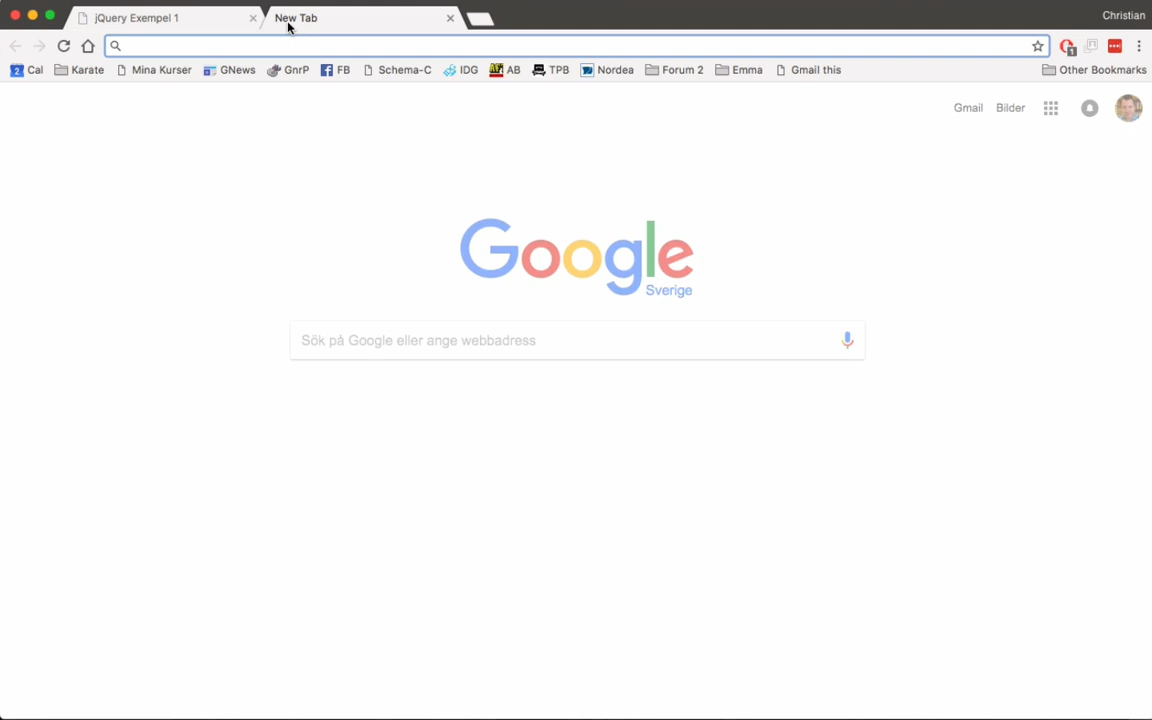 jQuery Exempel 1
New Tab
Christian
2 Cal
Karate
Mina Kurser
GNews
GnrP
FB
Schema-C
IDG
AB
TPB
Nordea
Forum 2
Emma
Gmail this
Other Bookmarks
Gmail
Bilder
Google
Sverige
Sök på Google eller ange webbadress